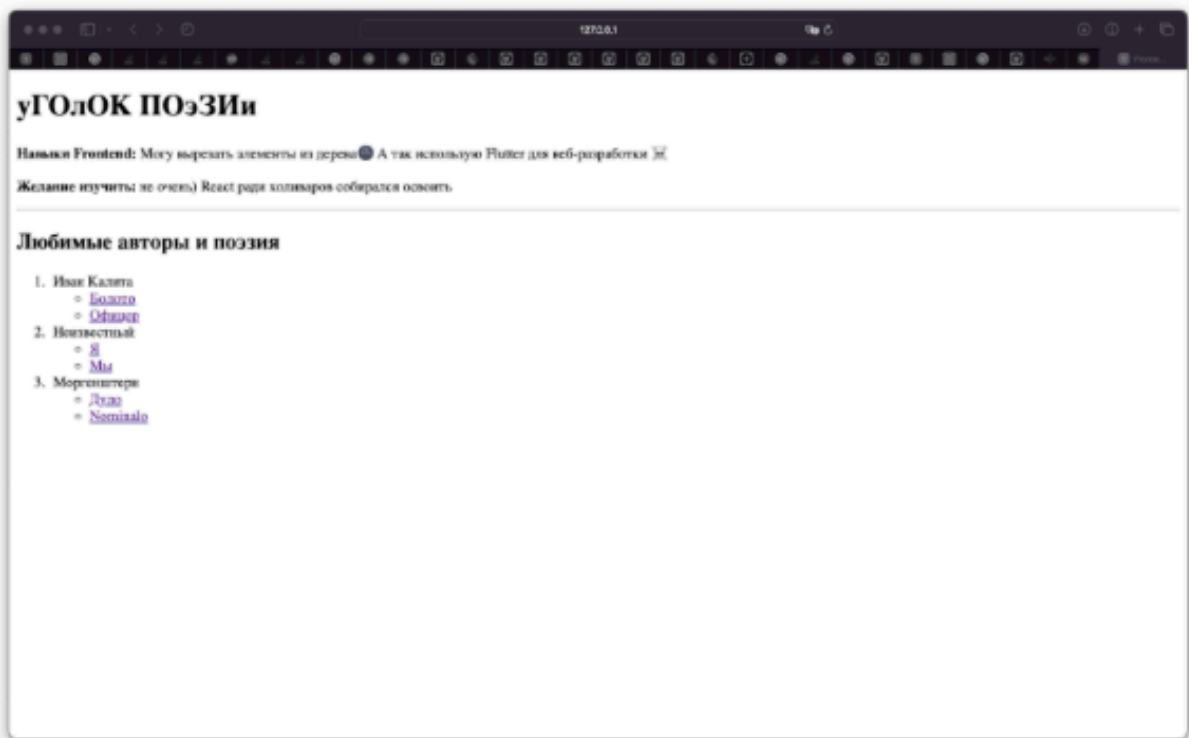 127.0.0.1
уГОлОК ПОэЗИи
Навыки Frontend: Могу вырезать элементы из дерева🌚 А так использую Flutter для веб-разработки ☠️
Желание изучить: не очень) React ради холиваров собирался освоить
Любимые авторы и поэзия
1. Иван Калита
Болото
Офицер
2. Неизвестный
Я
Мы
3. Моргенштерн
Дуло
Nominalo